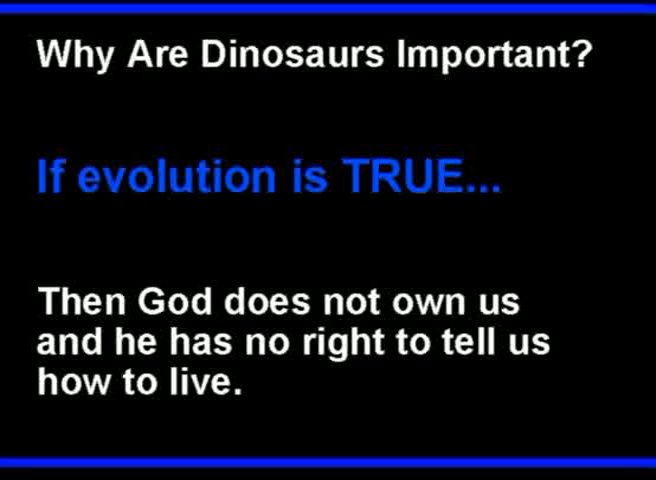 Why Are Dinosaurs Important?
If evolution is TRUE...
Then God does not own us
and he has no right to tell us
how to live.